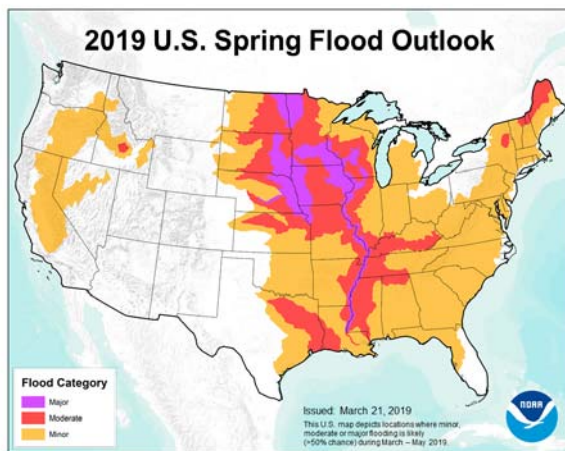 2019 U.S. Spring Flood Outlook
Flood Category
Major
Moderate
Minor
Issued: March 21, 2019
This U.S. map depicts locations where minor,
moderate or major flooding is likely
(>50% chance) during March – May 2019.
NOAA